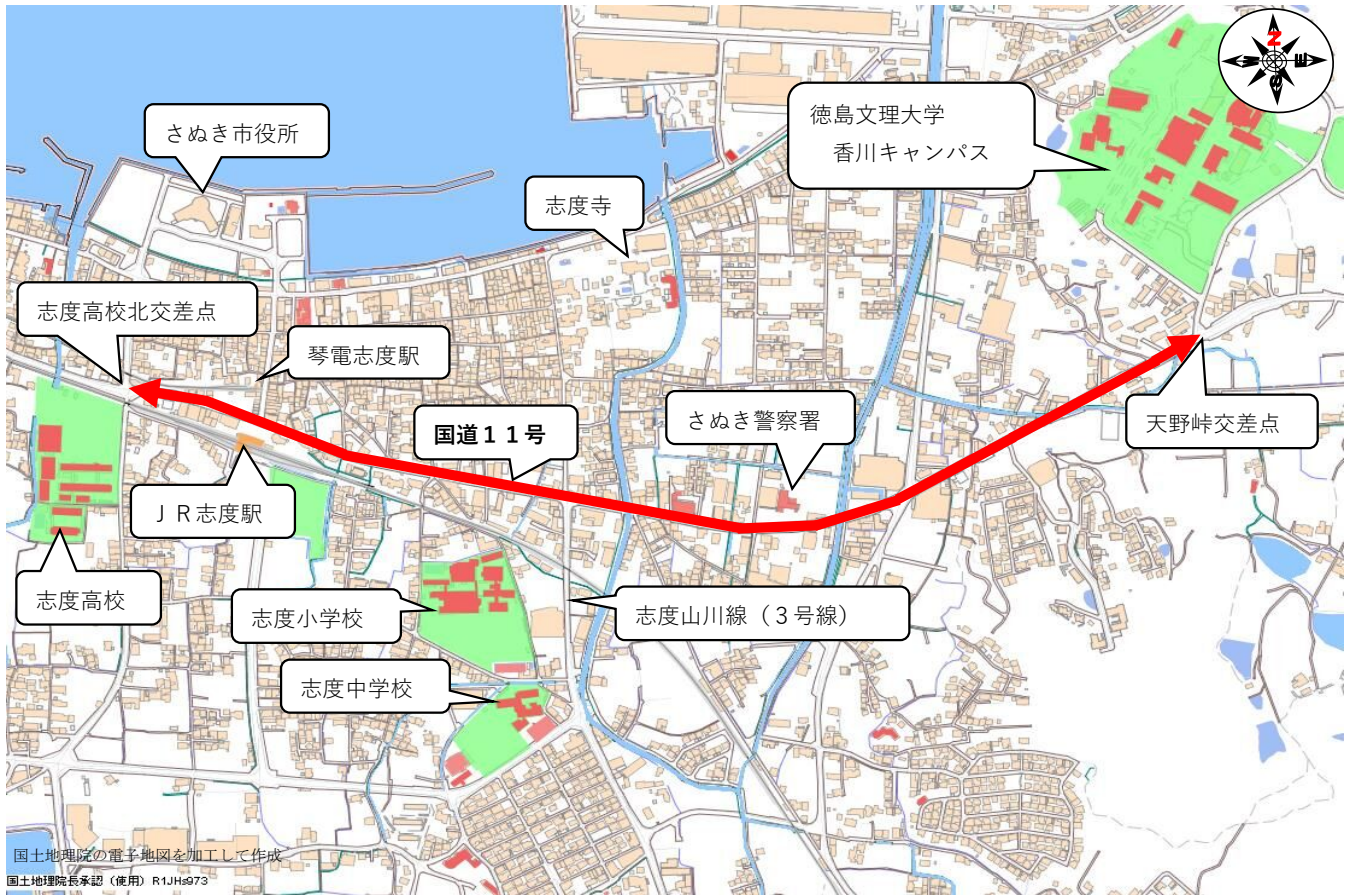 さぬき市役所
徳島文理大学
香川キャンパス
志度寺
志度高校北交差点
琴電志度駅
国道１１号
さぬき警察署
天野峠交差点
ＪＲ志度駅
志度高校
志度小学校
志度山川線（３号線）
志度中学校
国土地理院の電子地図を加工して作成
国土地理院長承認（使用）R1JHs973
N
E
S
W